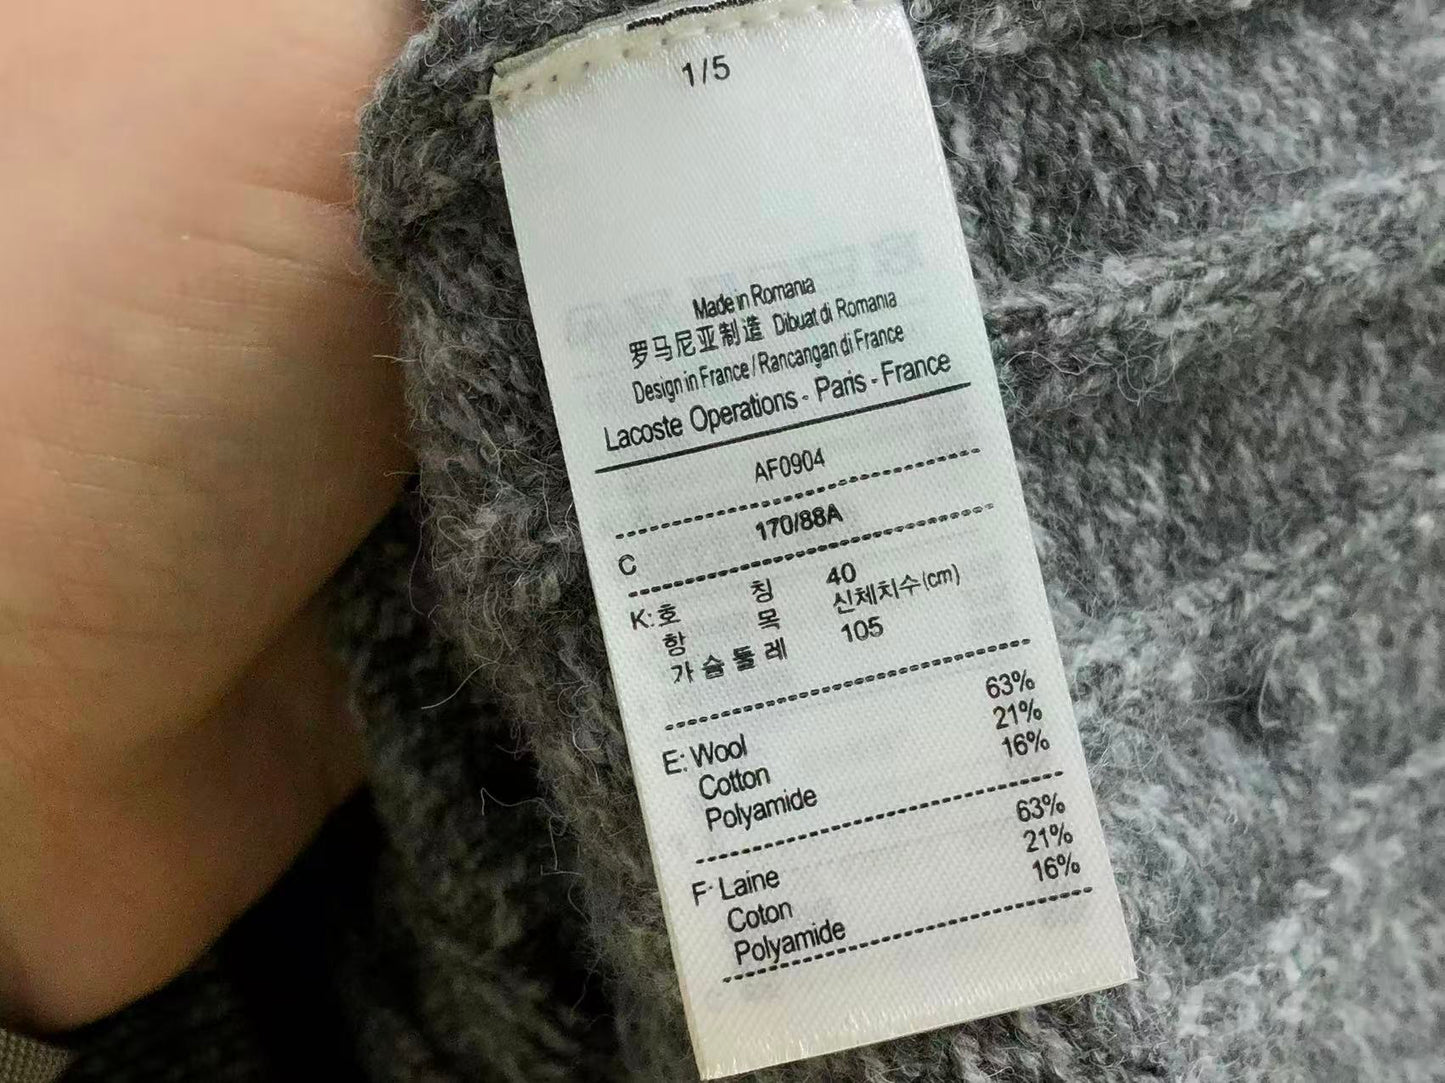 1/5
Made in Romania
罗马尼亚制造 Dibuat di Romania
Design in France / Rancangan di France
Lacoste Operations - Paris - France
AF0904
170/88A
C
K: 호 칭 40
항 목 신체치수(cm)
가 슴 둘 레 105
E: Wool 63%
Cotton 21%
Polyamide 16%
F: Laine 63%
Coton 21%
Polyamide 16%